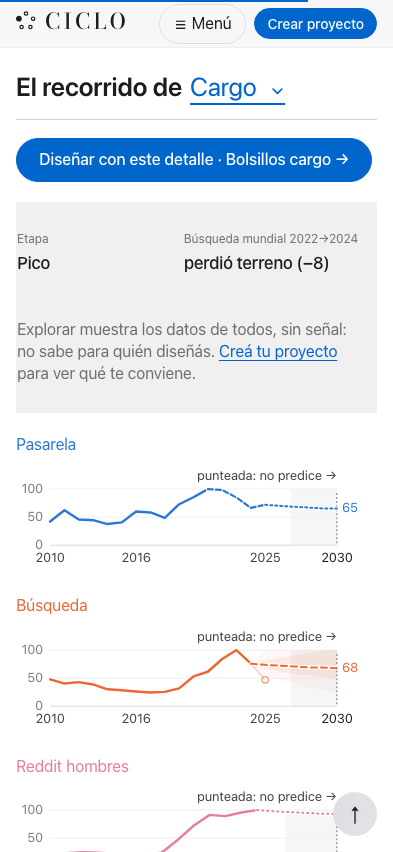 CICLO
≡ Menú
Crear proyecto
El recorrido de Cargo
Diseñar con este detalle · Bolsillos cargo →
Etapa
Búsqueda mundial 2022→2024
Pico
perdió terreno (−8)
Explorar muestra los datos de todos, sin señal:
no sabe para quién diseñás. Creá tu proyecto
para ver qué te conviene.
Pasarela
punteada: no predice →
100
50
0
65
2010
2016
2025
2030
Búsqueda
punteada: no predice →
100
50
0
68
2010
2016
2025
2030
Reddit hombres
punteada: no predice →
100
50
92
↑